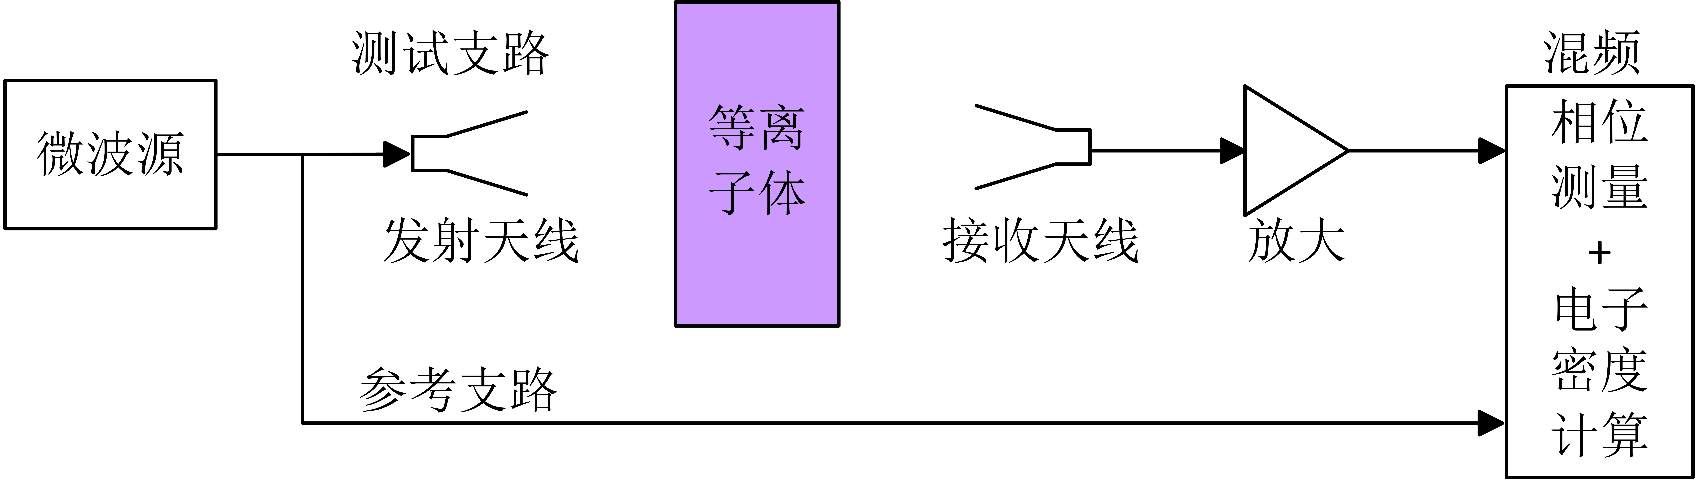 测试支路
微波源
发射天线
等离
子体
接收天线
放大
混频
相位
测量
+
电子
密度
计算
参考支路